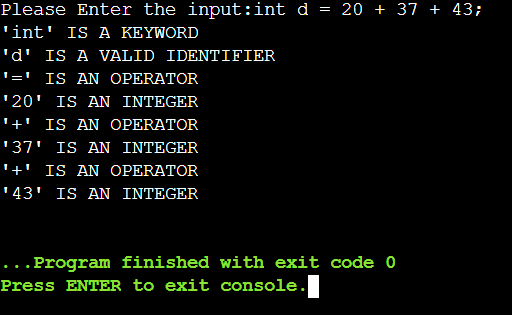 Please Enter the input:int d = 20 + 37 + 43;
'int' IS A KEYWORD
'd' IS A VALID IDENTIFIER
'=' IS AN OPERATOR
'20' IS AN INTEGER
'+' IS AN OPERATOR
'37' IS AN INTEGER
'+' IS AN OPERATOR
'43' IS AN INTEGER
...Program finished with exit code 0
Press ENTER to exit console.